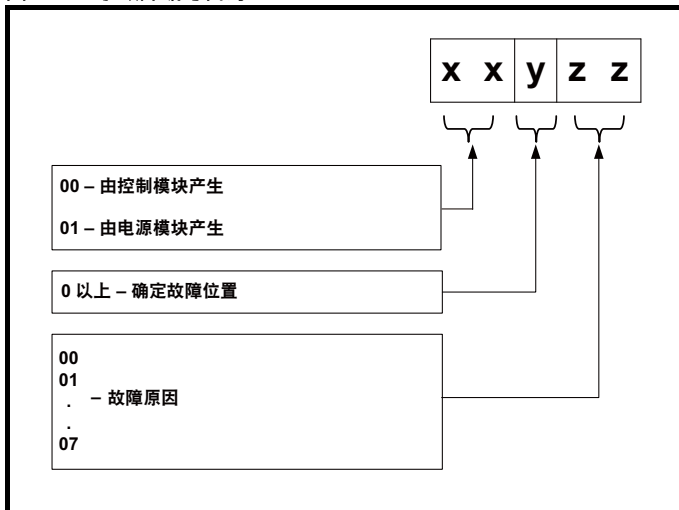 x x y z z
00 – 由控制模块产生
01 – 由电源模块产生
0 以上 – 确定故障位置
00
01
. – 故障原因
.
07